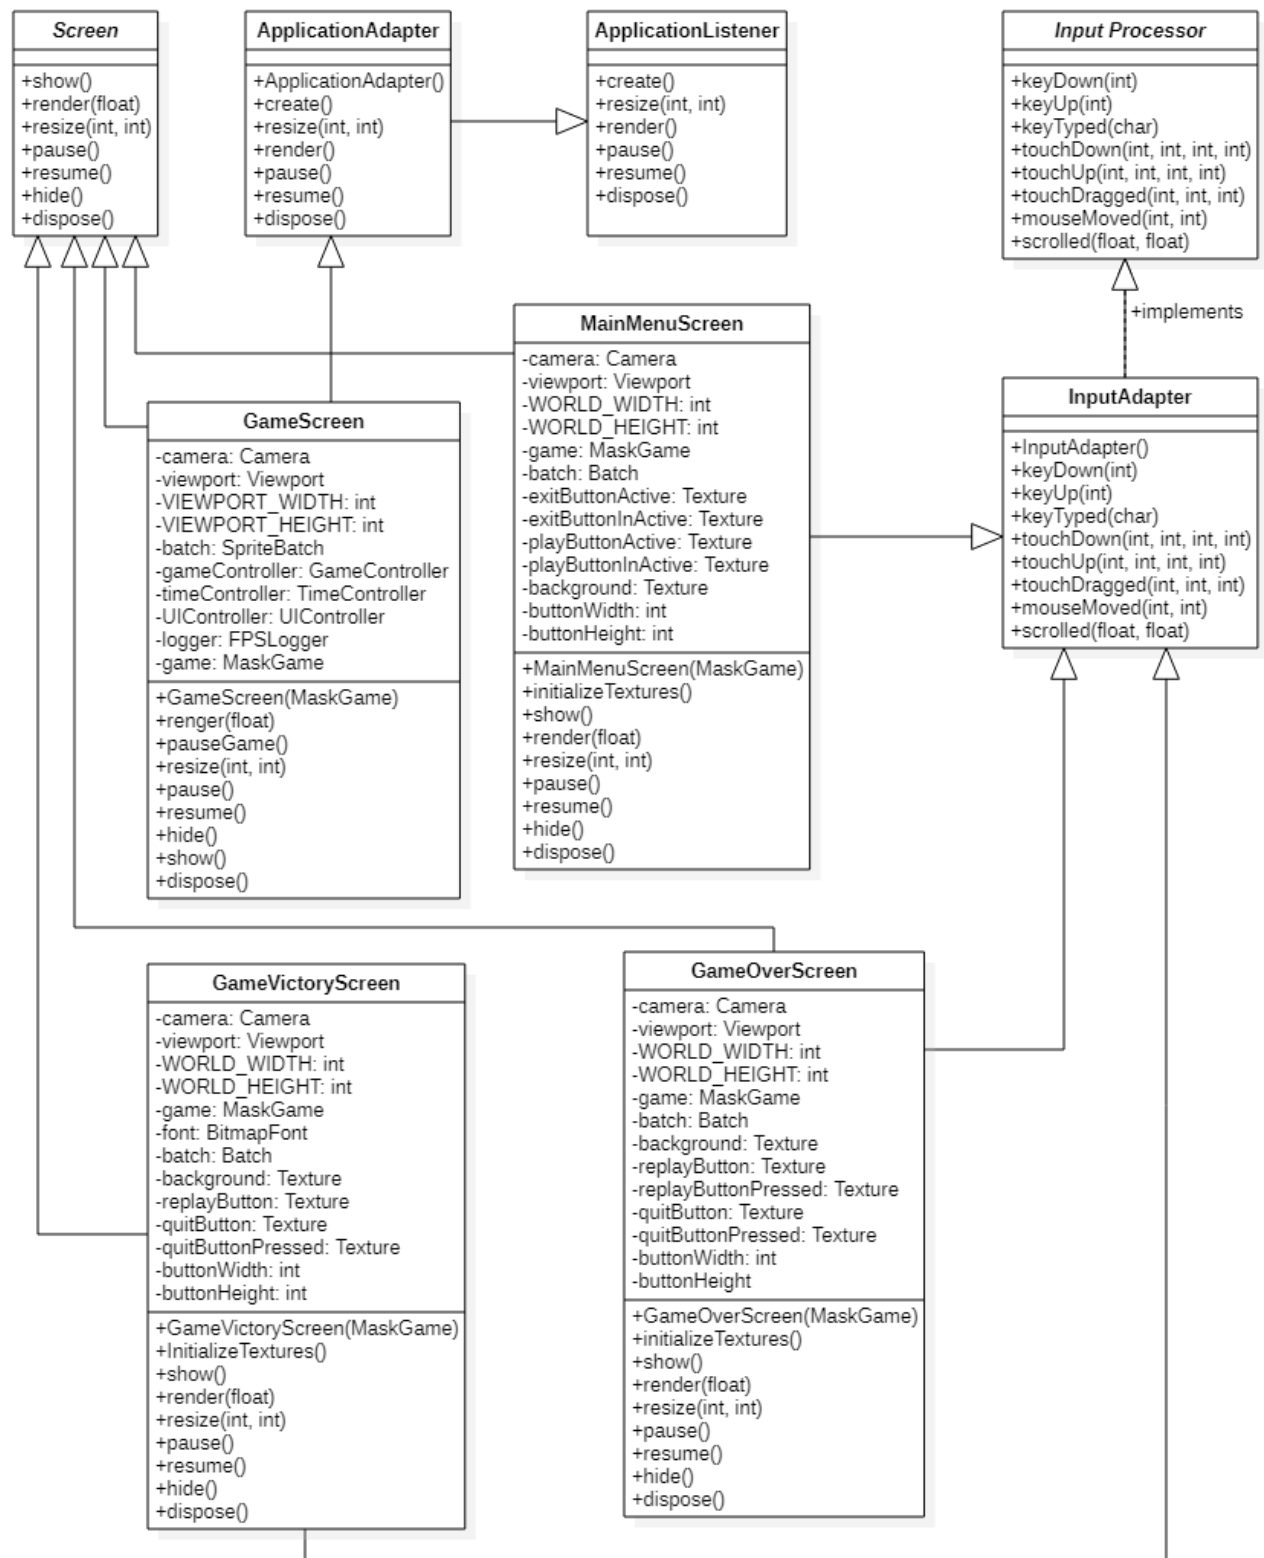 Screen
+show()
+render(float)
+resize(int, int)
+pause()
+resume()
+hide()
+dispose()
ApplicationAdapter
+ApplicationAdapter()
+create()
+resize(int, int)
+render()
+pause()
+resume()
+dispose()
ApplicationListener
+create()
+resize(int, int)
+render()
+pause()
+resume()
+dispose()
Input Processor
+keyDown(int)
+keyUp(int)
+keyTyped(char)
+touchDown(int, int, int, int)
+touchUp(int, int, int, int)
+touchDragged(int, int, int)
+mouseMoved(int, int)
+scrolled(float, float)
+implements
MainMenuScreen
-camera: Camera
-viewport: Viewport
-WORLD_WIDTH: int
-WORLD_HEIGHT: int
-game: MaskGame
-batch: Batch
-exitButtonActive: Texture
-exitButtonInActive: Texture
-playButtonActive: Texture
-playButtonInActive: Texture
-background: Texture
-buttonWidth: int
-buttonHeight: int
+MainMenuScreen(MaskGame)
+initializeTextures()
+show()
+render(float)
+resize(int, int)
+pause()
+resume()
+hide()
+dispose()
InputAdapter
+InputAdapter()
+keyDown(int)
+keyUp(int)
+keyTyped(char)
+touchDown(int, int, int, int)
+touchUp(int, int, int, int)
+touchDragged(int, int, int)
+mouseMoved(int, int)
+scrolled(float, float)
GameScreen
-camera: Camera
-viewport: Viewport
-VIEWPORT_WIDTH: int
-VIEWPORT_HEIGHT: int
-batch: SpriteBatch
-gameController: GameController
-timeController: TimeController
-UIController: UIController
-logger: FPSLogger
-game: MaskGame
+GameScreen(MaskGame)
+renger(float)
+pauseGame()
+resize(int, int)
+pause()
+resume()
+hide()
+show()
+dispose()
GameVictoryScreen
-camera: Camera
-viewport: Viewport
-WORLD_WIDTH: int
-WORLD_HEIGHT: int
-game: MaskGame
-font: BitmapFont
-batch: Batch
-background: Texture
-replayButton: Texture
-quitButton: Texture
-quitButtonPressed: Texture
-buttonWidth: int
-buttonHeight: int
+GameVictoryScreen(MaskGame)
+InitializeTextures()
+show()
+render(float)
+resize(int, int)
+pause()
+resume()
+hide()
+dispose()
GameOverScreen
-camera: Camera
-viewport: Viewport
-WORLD_WIDTH: int
-WORLD_HEIGHT: int
-game: MaskGame
-batch: Batch
-background: Texture
-replayButton: Texture
-replayButtonPressed: Texture
-quitButton: Texture
-quitButtonPressed: Texture
-buttonWidth: int
-buttonHeight
+GameOverScreen(MaskGame)
+initializeTextures()
+show()
+render(float)
+resize(int, int)
+pause()
+resume()
+hide()
+dispose()